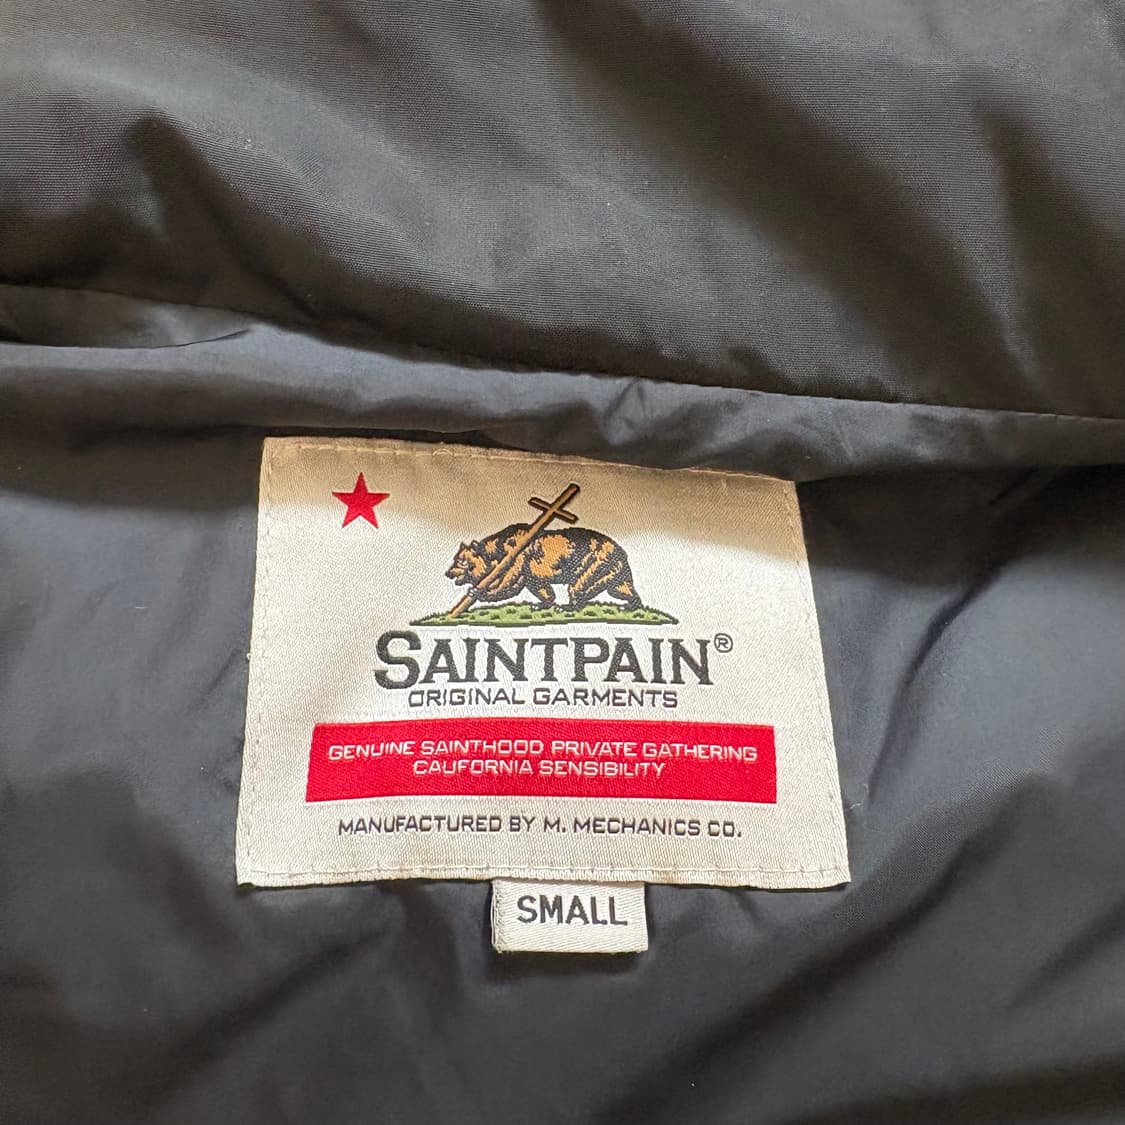 SAINTPAIN®
ORIGINAL GARMENTS
GENUINE SAINTHOOD PRIVATE GATHERING
CALIFORNIA SENSIBILITY
MANUFACTURED BY M. MECHANICS CO.
SMALL